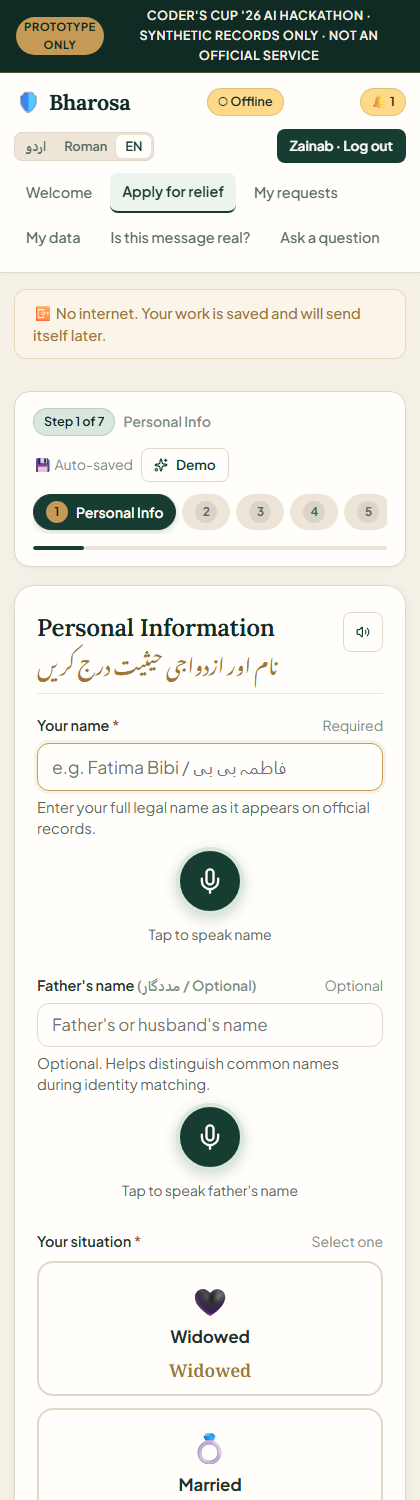 PROTOTYPE ONLY
CODER'S CUP '26 AI HACKATHON ·
SYNTHETIC RECORDS ONLY · NOT AN
OFFICIAL SERVICE
Bharosa
Offline
1
اردو
Roman
EN
Zainab · Log out
Welcome
Apply for relief
My requests
My data
Is this message real?
Ask a question
No internet. Your work is saved and will send
itself later.
Step 1 of 7
Personal Info
Auto-saved
Demo
1 Personal Info
2
3
4
5
Personal Information
نام اور ازدواجی حیثیت درج کریں
Your name *
Required
e.g. Fatima Bibi / فاطمہ بی بی
Enter your full legal name as it appears on official
records.
Tap to speak name
Father's name (مددگار / Optional)
Optional
Father's or husband's name
Optional. Helps distinguish common names
during identity matching.
Tap to speak father's name
Your situation *
Select one
Widowed
Widowed
Married